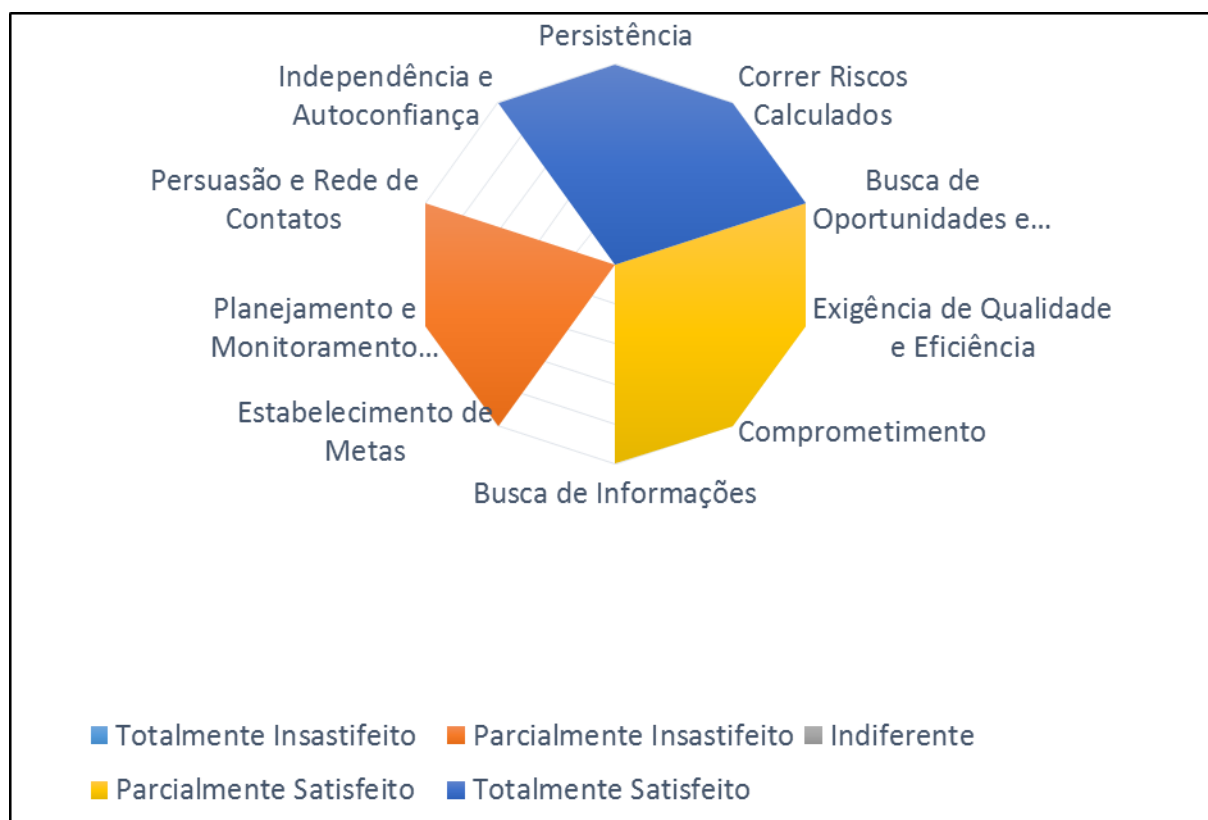 Persistência
Correr Riscos
Calculados
Busca de
Oportunidades e...
Exigência de Qualidade
e Eficiência
Comprometimento
Busca de Informações
Estabelecimento de
Metas
Planejamento e
Monitoramento...
Persuasão e Rede de
Contatos
Independência e
Autoconfiança
Totalmente Insastifeito
Parcialmente Insastifeito
Indiferente
Parcialmente Satisfeito
Totalmente Satisfeito